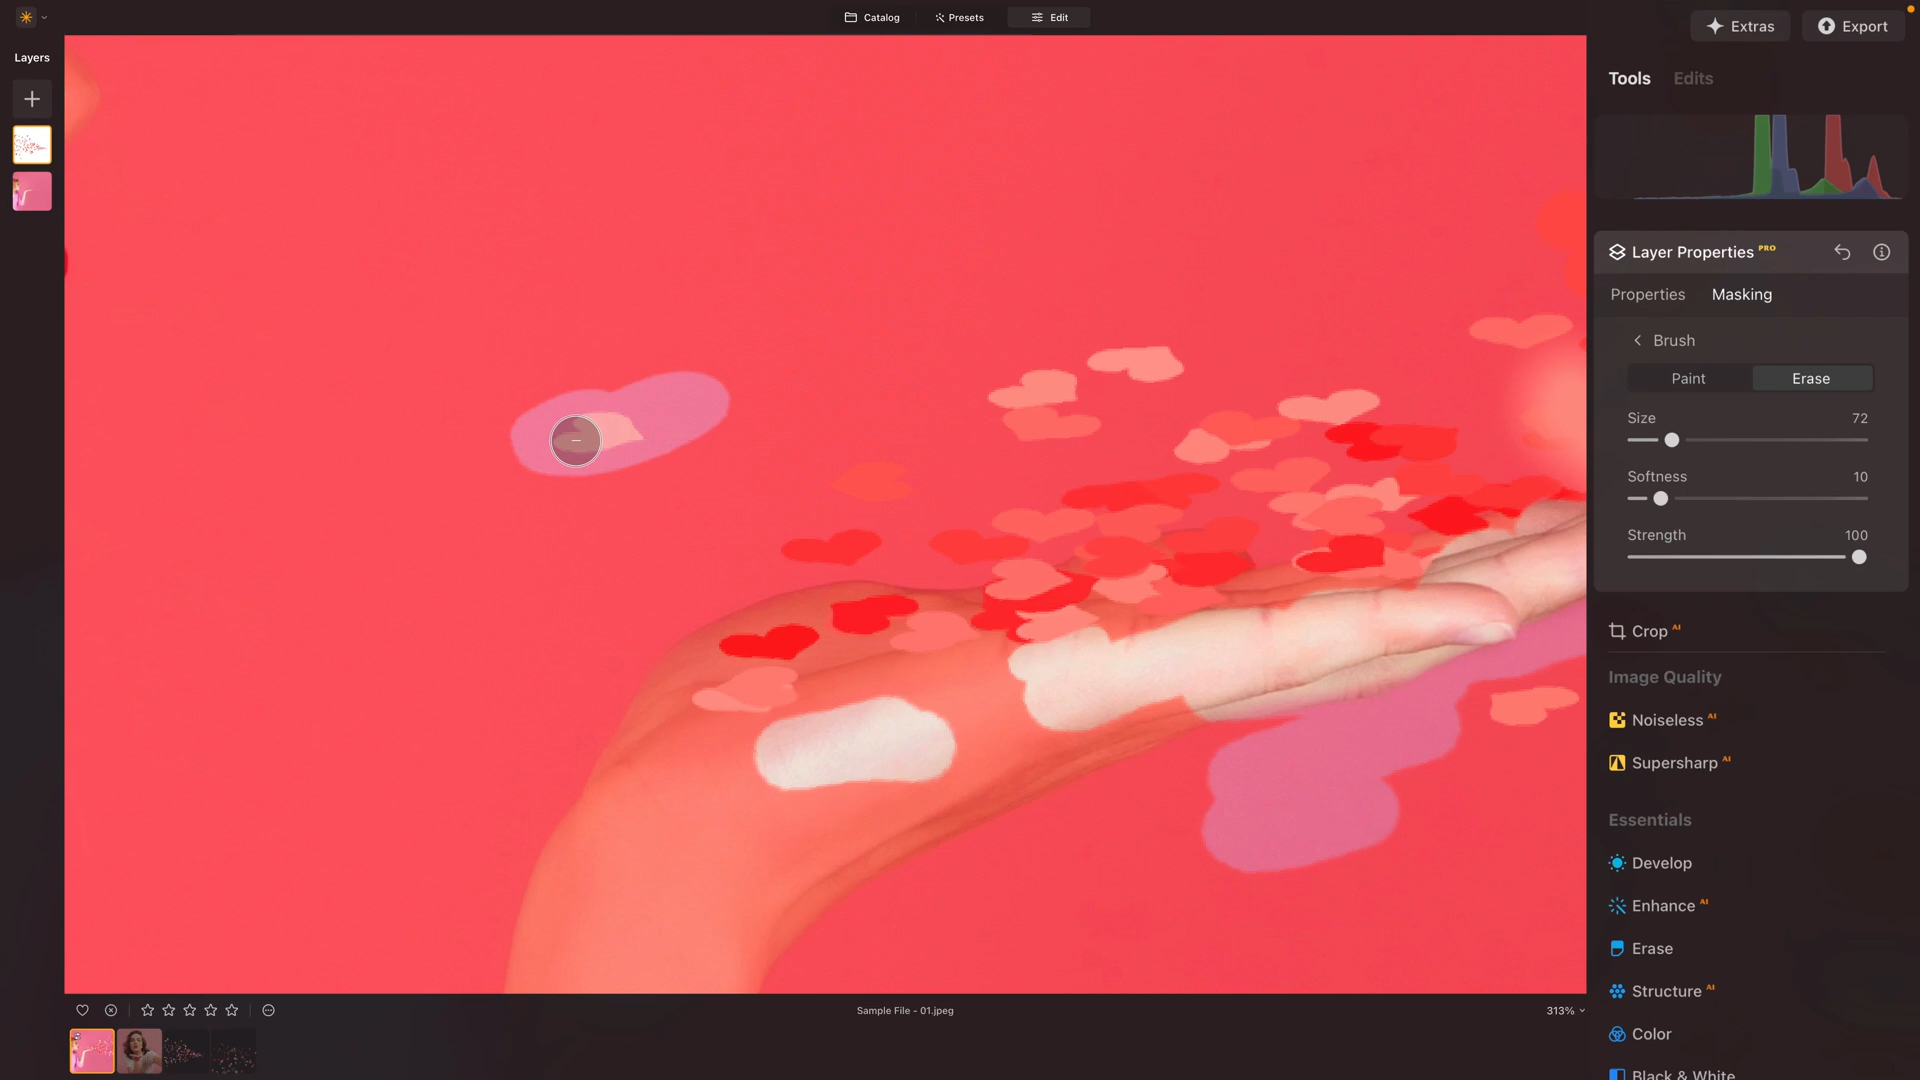 Catalog
Presets
Edit
Extras
Export
Layers
Tools
Edits
Layer Properties PRO
Properties
Masking
Brush
Paint
Erase
Size
72
Softness
10
Strength
100
Crop AI
Image Quality
Noiseless AI
Supersharp AI
Essentials
Develop
Enhance AI
Erase
Structure AI
Color
Black & White
Sample File - 01.jpeg
313%